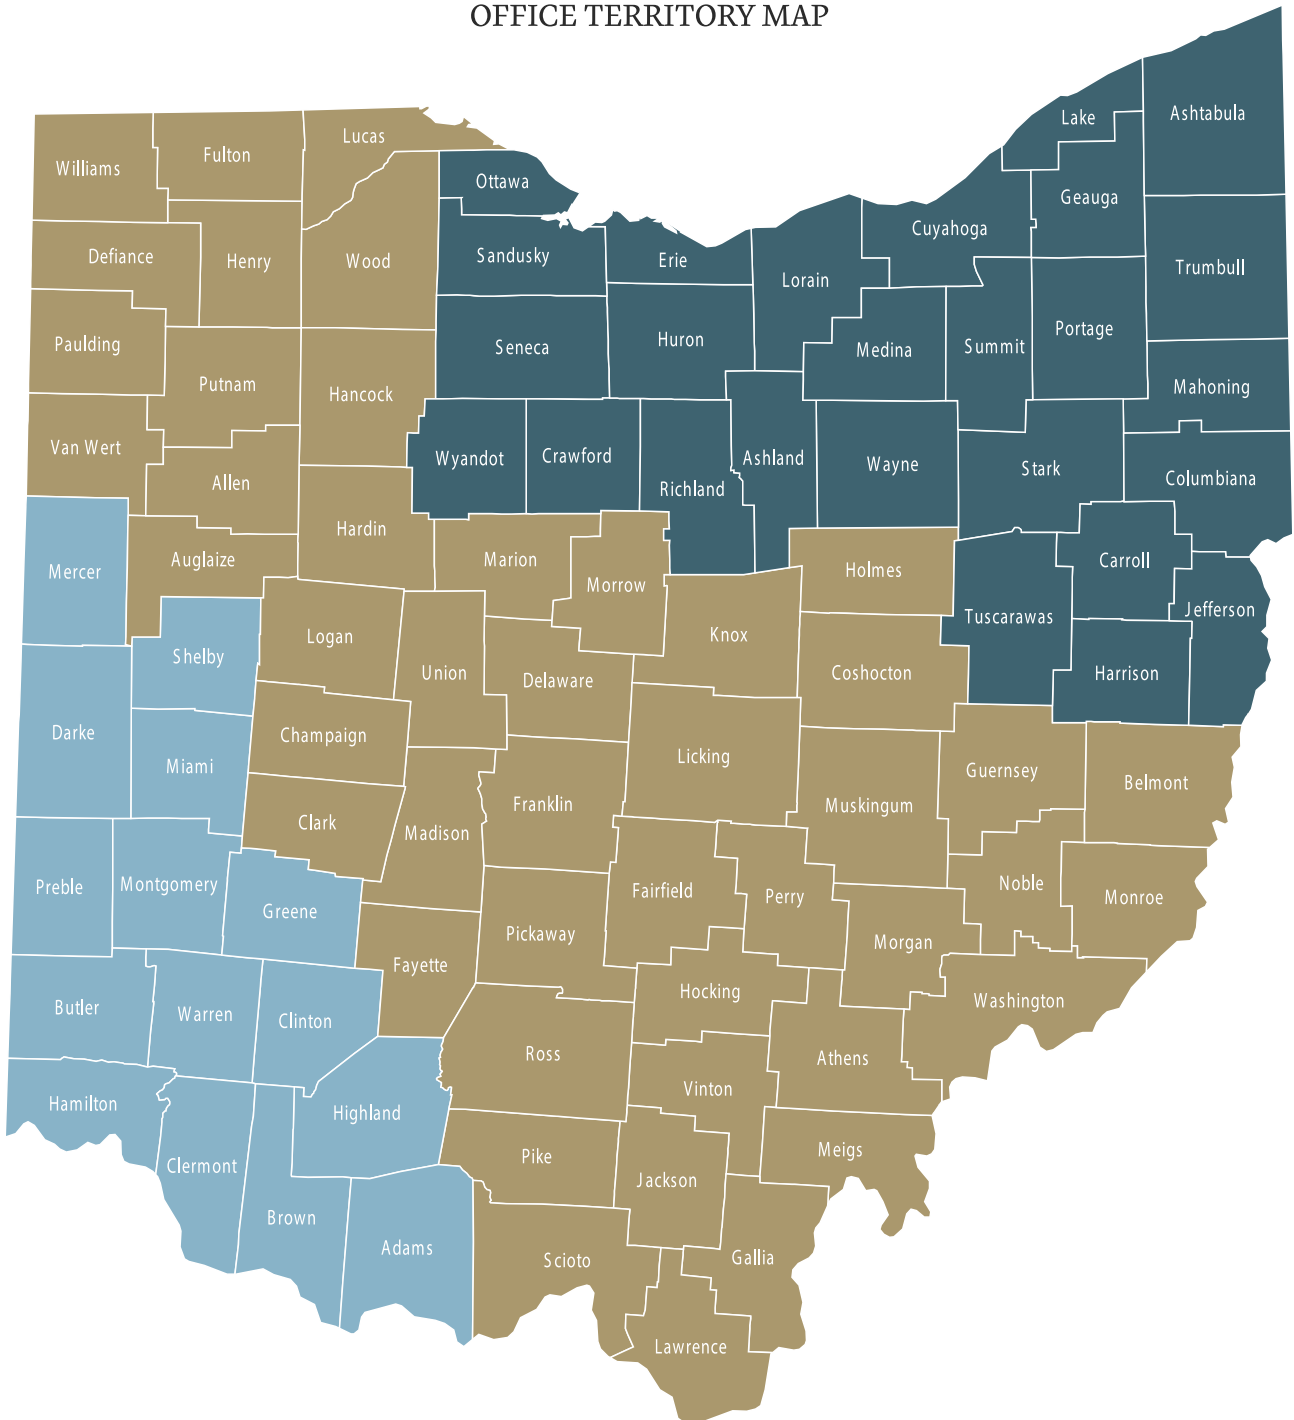 OFFICE TERRITORY MAP
Lake
Ashtabula
Lucas
Fulton
Williams
Ottawa
Geauga
Cuyahoga
Defiance
Henry
Wood
Sandusky
Erie
Lorain
Trumbull
Paulding
Putnam
Hancock
Seneca
Huron
Medina
Summit
Portage
Mahoning
Van Wert
Allen
Wyandot
Crawford
Richland
Ashland
Wayne
Stark
Columbiana
Hardin
Mercer
Auglaize
Marion
Morrow
Holmes
Carroll
Jefferson
Logan
Shelby
Union
Delaware
Knox
Coshocton
Tuscarawas
Harrison
Darke
Miami
Champaign
Licking
Guernsey
Belmont
Clark
Madison
Franklin
Muskingum
Preble
Montgomery
Greene
Fairfield
Perry
Noble
Monroe
Fayette
Pickaway
Morgan
Hocking
Washington
Butler
Warren
Clinton
Ross
Athens
Vinton
Hamilton
Highland
Clermont
Pike
Jackson
Meigs
Brown
Adams
Scioto
Gallia
Lawrence